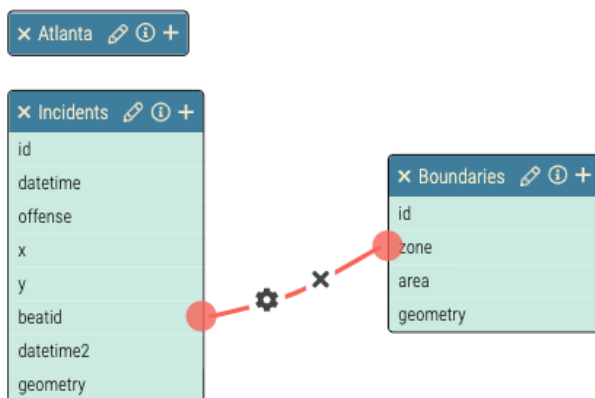 Atlanta
Incidents
id
datetime
offense
x
y
beatid
datetime2
geometry
Boundaries
id
zone
area
geometry